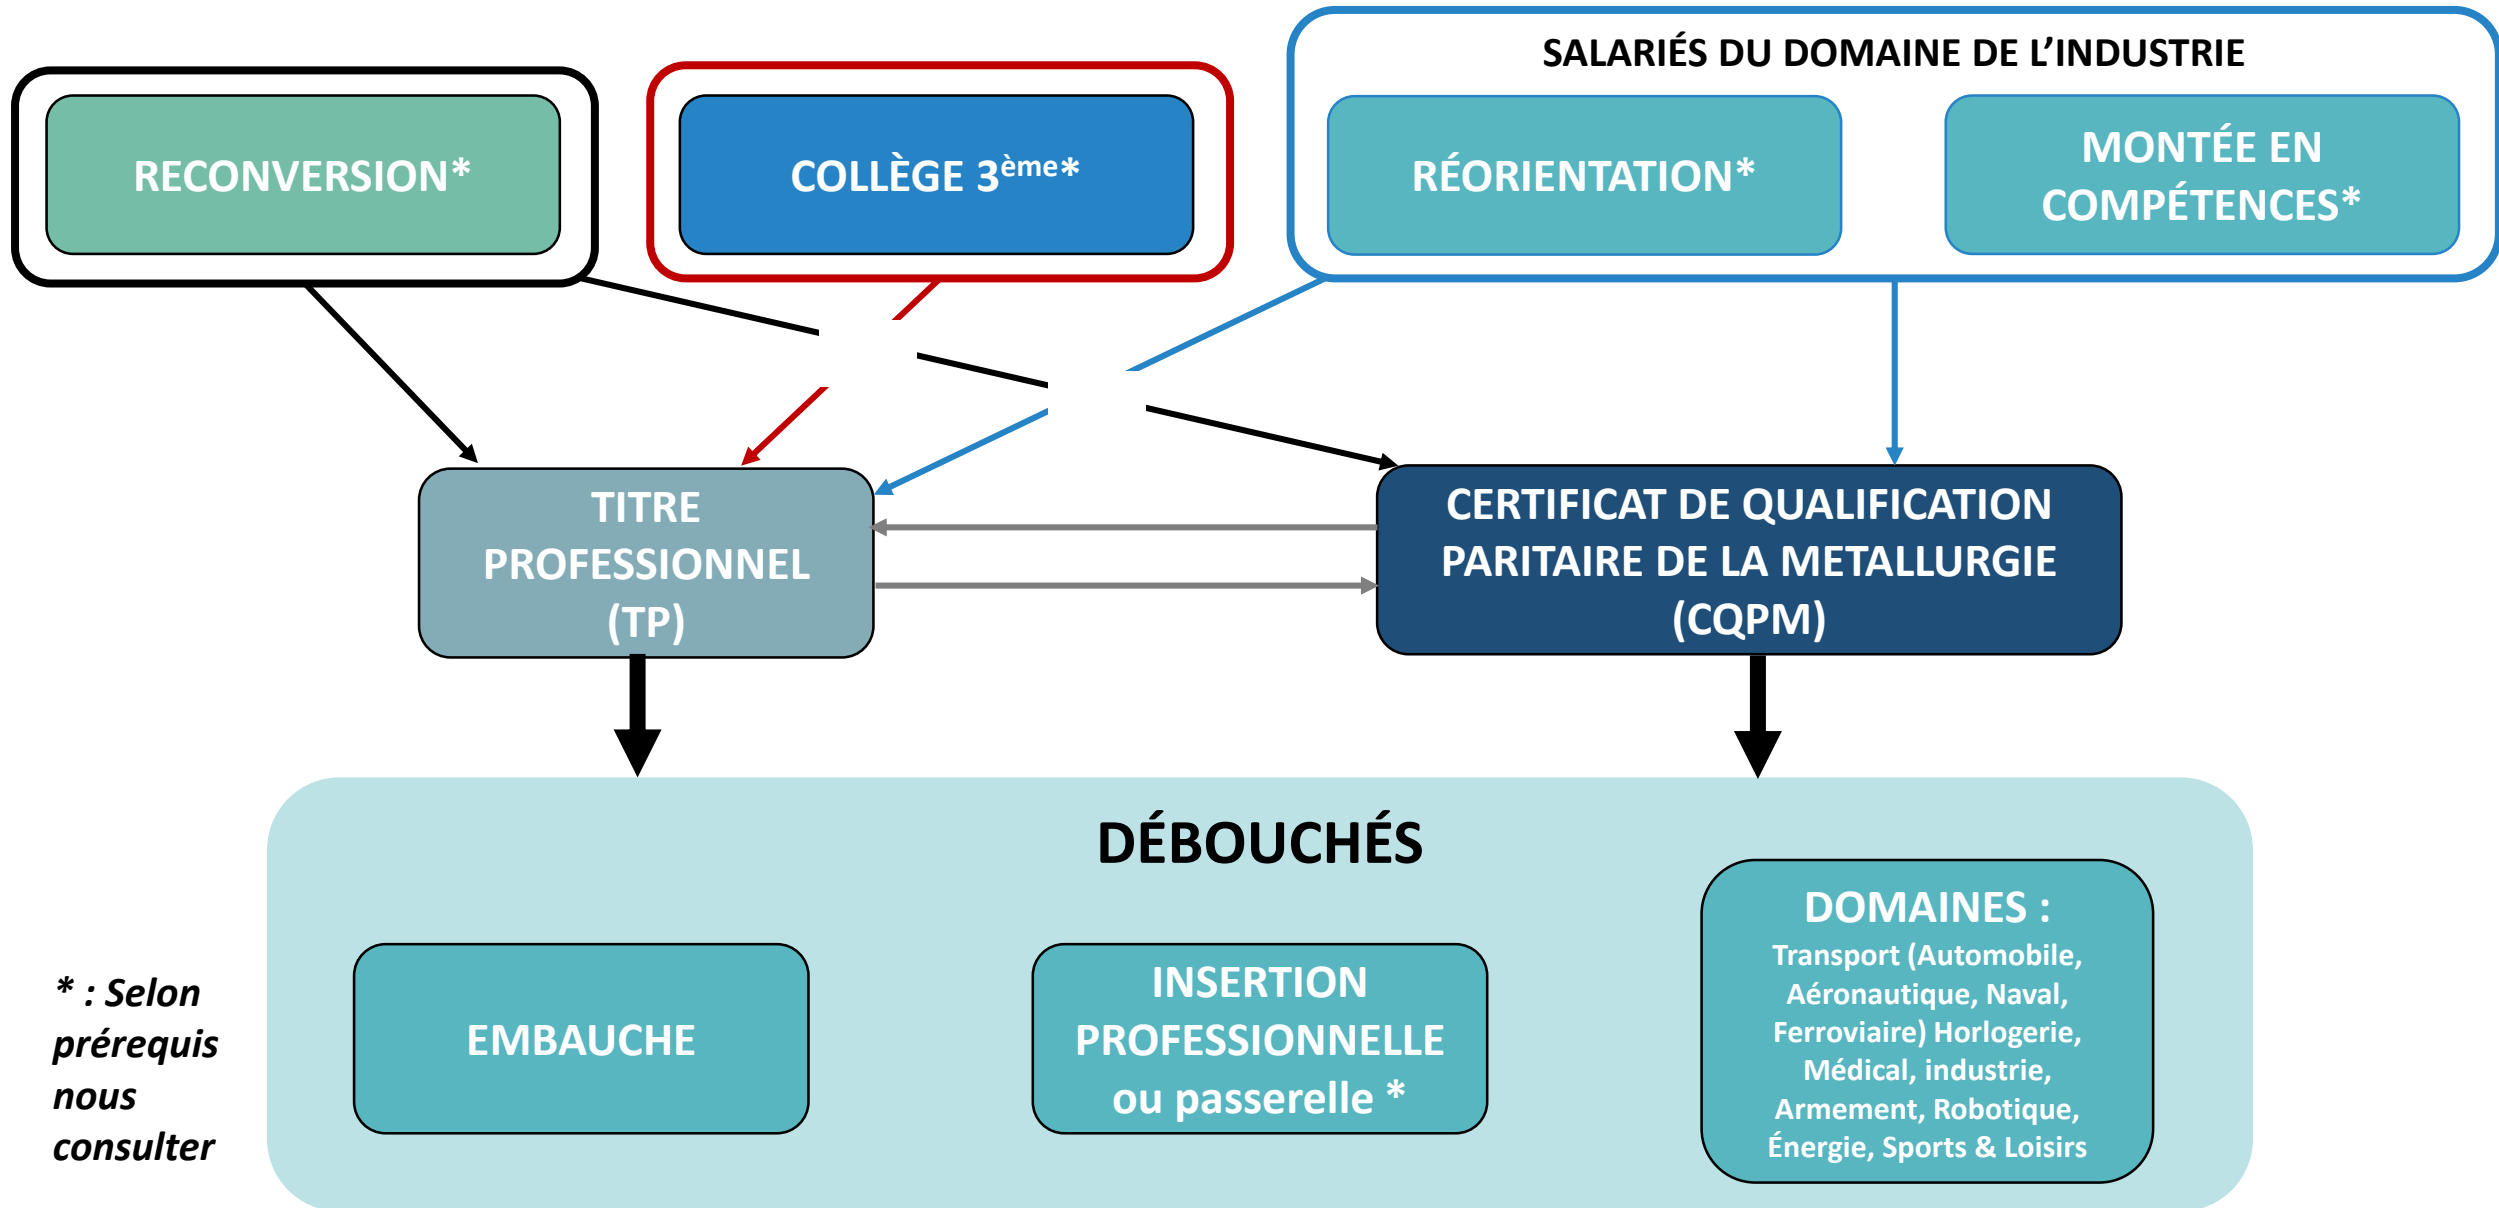 SALARIÉS DU DOMAINE DE L’INDUSTRIE
RECONVERSION*
COLLÈGE 3ème*
RÉORIENTATION*
MONTÉE EN
COMPÉTENCES*
TITRE
PROFESSIONNEL
(TP)
CERTIFICAT DE QUALIFICATION
PARITAIRE DE LA METALLURGIE
(CQPM)
DÉBOUCHÉS
EMBAUCHE
INSERTION
PROFESSIONNELLE
ou passerelle *
DOMAINES :
Transport (Automobile,
Aéronautique, Naval,
Ferroviaire) Horlogerie,
Médical, industrie,
Armement, Robotique,
Énergie, Sports & Loisirs
* : Selon
prérequis
nous
consulter